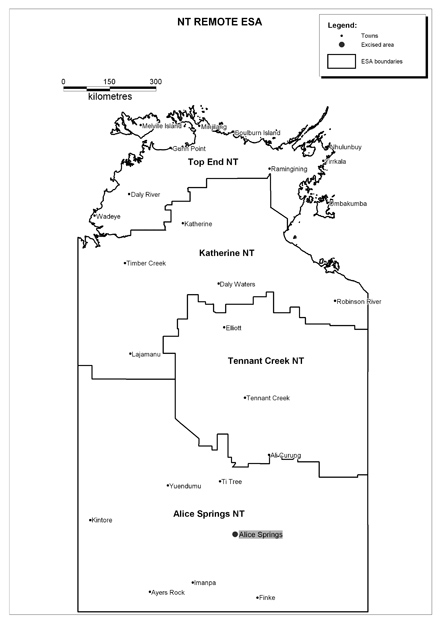 NT REMOTE ESA
Legend:
Towns
Excised area
ESA boundaries
0 150 300
kilometres
Melville Island
Goulburn Island
Nhulunbuy
Yirrkala
Top End NT
Ramingining
Daly River
Wadeye
Umbakumba
Katherine
Katherine NT
Timber Creek
Daly Waters
Robinson River
Elliott
Lajamanu
Tennant Creek NT
Tennant Creek
Ali Curung
Yuendumu
Ti Tree
Alice Springs NT
Kintore
Alice Springs
Imanpa
Ayers Rock
Finke